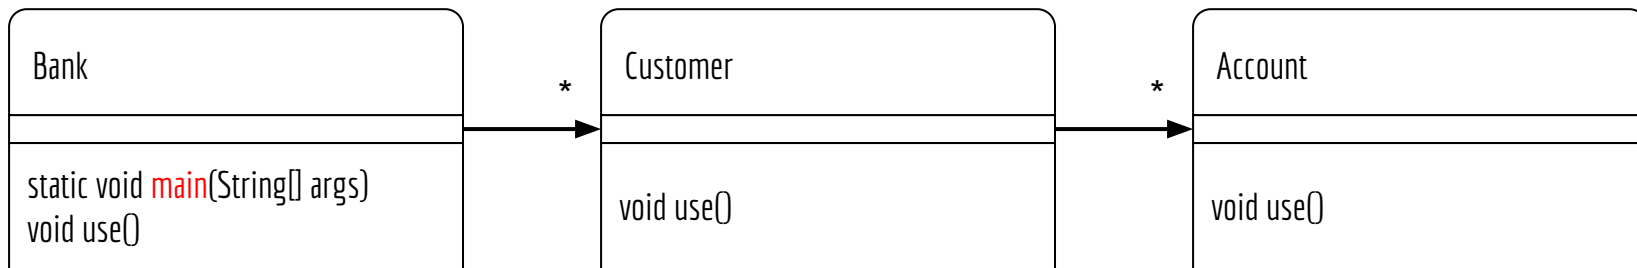 Bank
static void main(String[] args)
void use()
*
Customer
void use()
*
Account
void use()